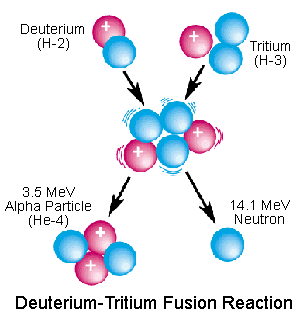 Deuterium
(H-2)
Tritium
(H-3)
+
+
+
+
3.5 MeV
Alpha Particle
(He-4)
14.1 MeV
Neutron
+
+
Deuterium-Tritium Fusion Reaction